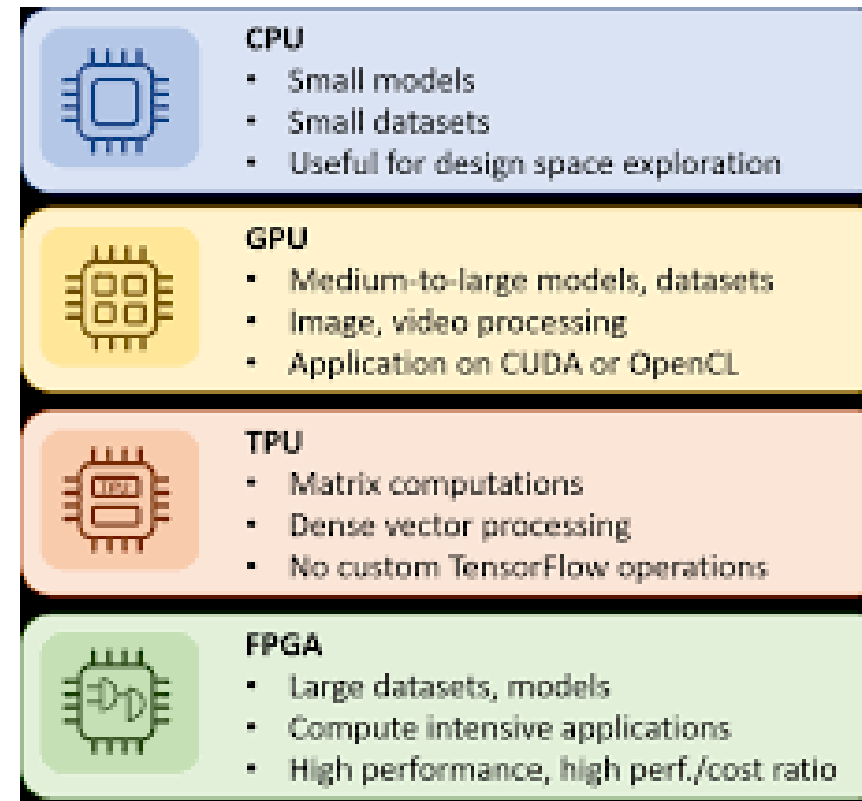 CPU
• Small models
• Small datasets
• Useful for design space exploration
GPU
• Medium-to-large models, datasets
• Image, video processing
• Application on CUDA or OpenCL
TPU
• Matrix computations
• Dense vector processing
• No custom TensorFlow operations
TPU
FPGA
• Large datasets, models
• Compute intensive applications
• High performance, high perf./cost ratio